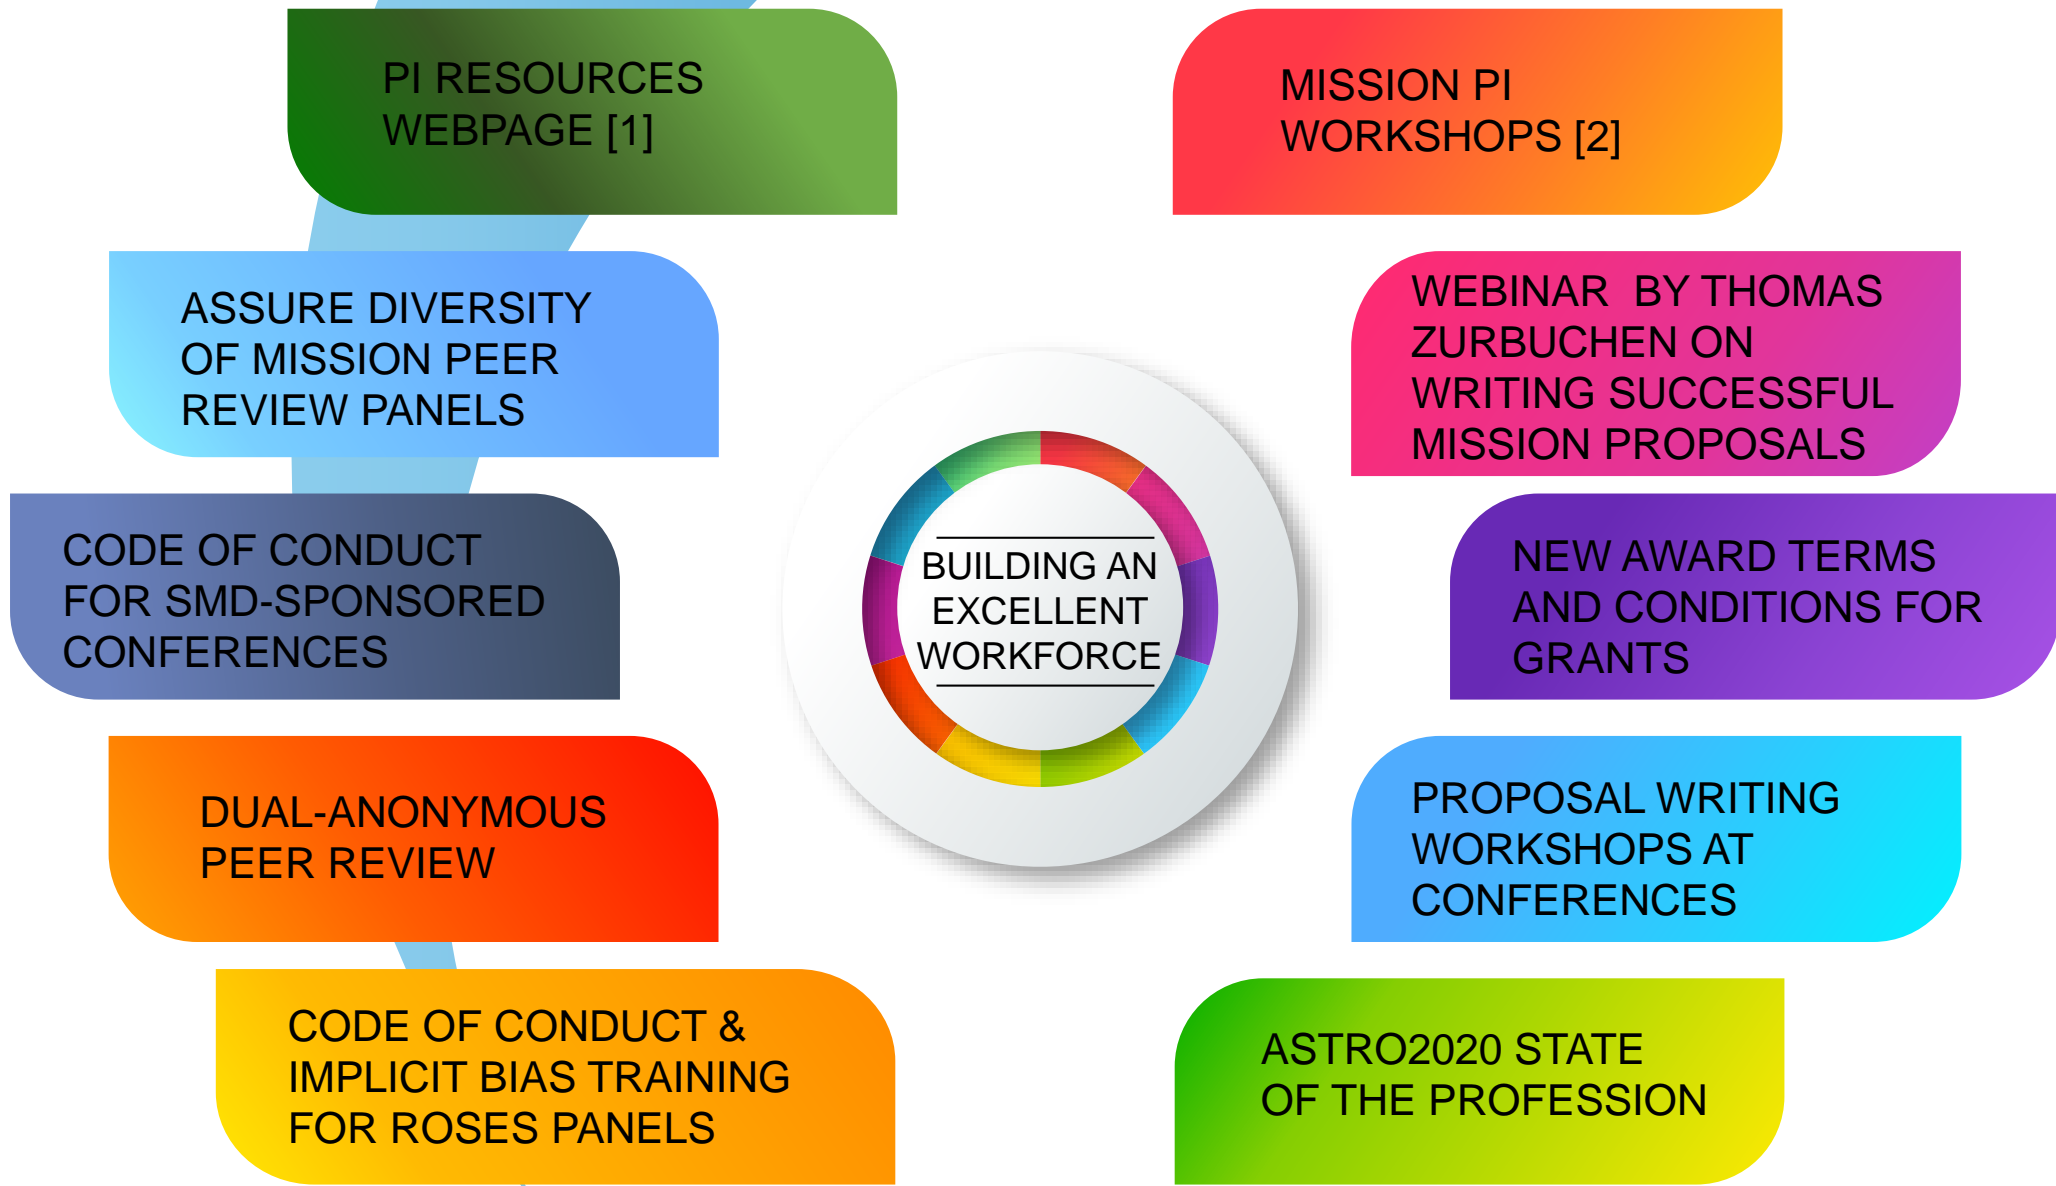 PI RESOURCES
WEBPAGE [1]
MISSION PI
WORKSHOPS [2]
ASSURE DIVERSITY
OF MISSION PEER
REVIEW PANELS
WEBINAR  BY THOMAS
ZURBUCHEN ON
WRITING SUCCESSFUL
MISSION PROPOSALS
CODE OF CONDUCT
FOR SMD-SPONSORED
CONFERENCES
BUILDING AN
EXCELLENT
WORKFORCE
NEW AWARD TERMS
AND CONDITIONS FOR
GRANTS
DUAL-ANONYMOUS
PEER REVIEW
PROPOSAL WRITING
WORKSHOPS AT
CONFERENCES
CODE OF CONDUCT &
IMPLICIT BIAS TRAINING
FOR ROSES PANELS
ASTRO2020 STATE
OF THE PROFESSION